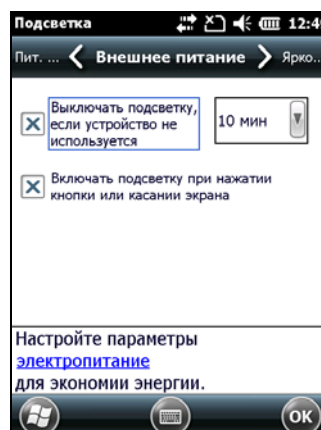 Подсветка 12:49
Пит. ... Внешнее питание Ярко..
Выключать подсветку,
если устройство не
используется
10 мин
Включать подсветку при нажатии
кнопки или касании экрана
Настройте параметры
электропитание
для экономии энергии.
OK